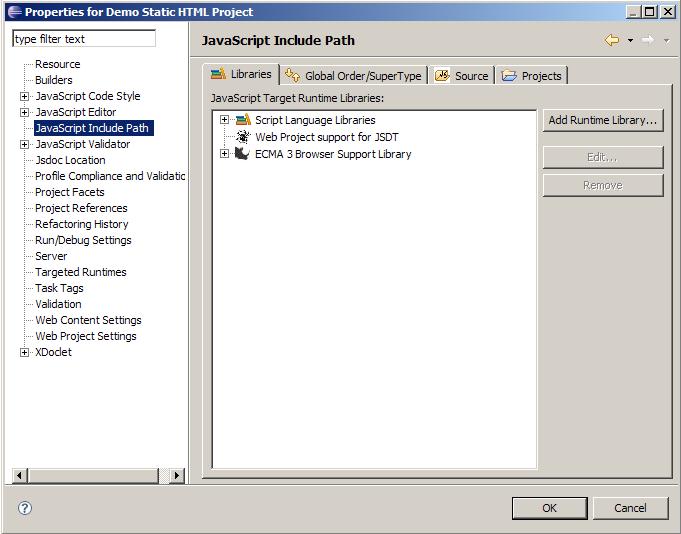 Properties for Demo Static HTML Project
type filter text
Resource
Builders
JavaScript Code Style
JavaScript Editor
JavaScript Include Path
JavaScript Validator
Jsdoc Location
Profile Compliance and Validatio
Project Facets
Project References
Refactoring History
Run/Debug Settings
Server
Targeted Runtimes
Task Tags
Validation
Web Content Settings
Web Project Settings
XDoclet
JavaScript Include Path
Libraries Global Order/SuperType Source Projects
JavaScript Target Runtime Libraries:
Script Language Libraries
Web Project support for JSDT
ECMA 3 Browser Support Library
Add Runtime Library...
Edit...
Remove
OK Cancel